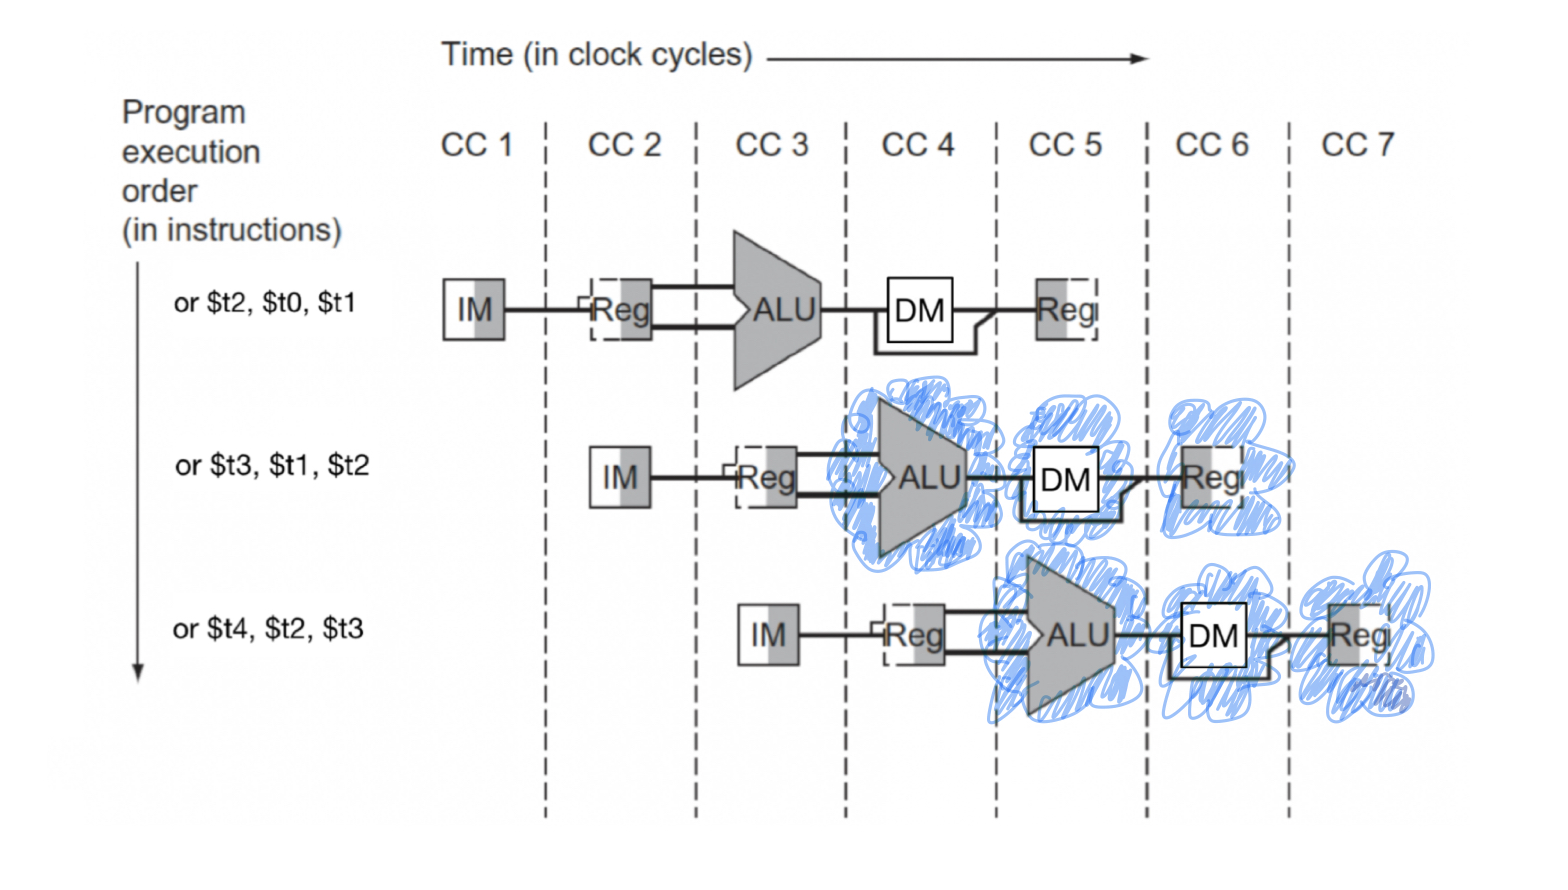 Time (in clock cycles)
Program
execution
order
(in instructions)
CC 1 CC 2 CC 3 CC 4 CC 5 CC 6 CC 7
or $t2, $t0, $t1
IM Reg ALU DM Reg
or $t3, $t1, $t2
IM Reg ALU DM Reg
or $t4, $t2, $t3
IM Reg ALU DM Reg